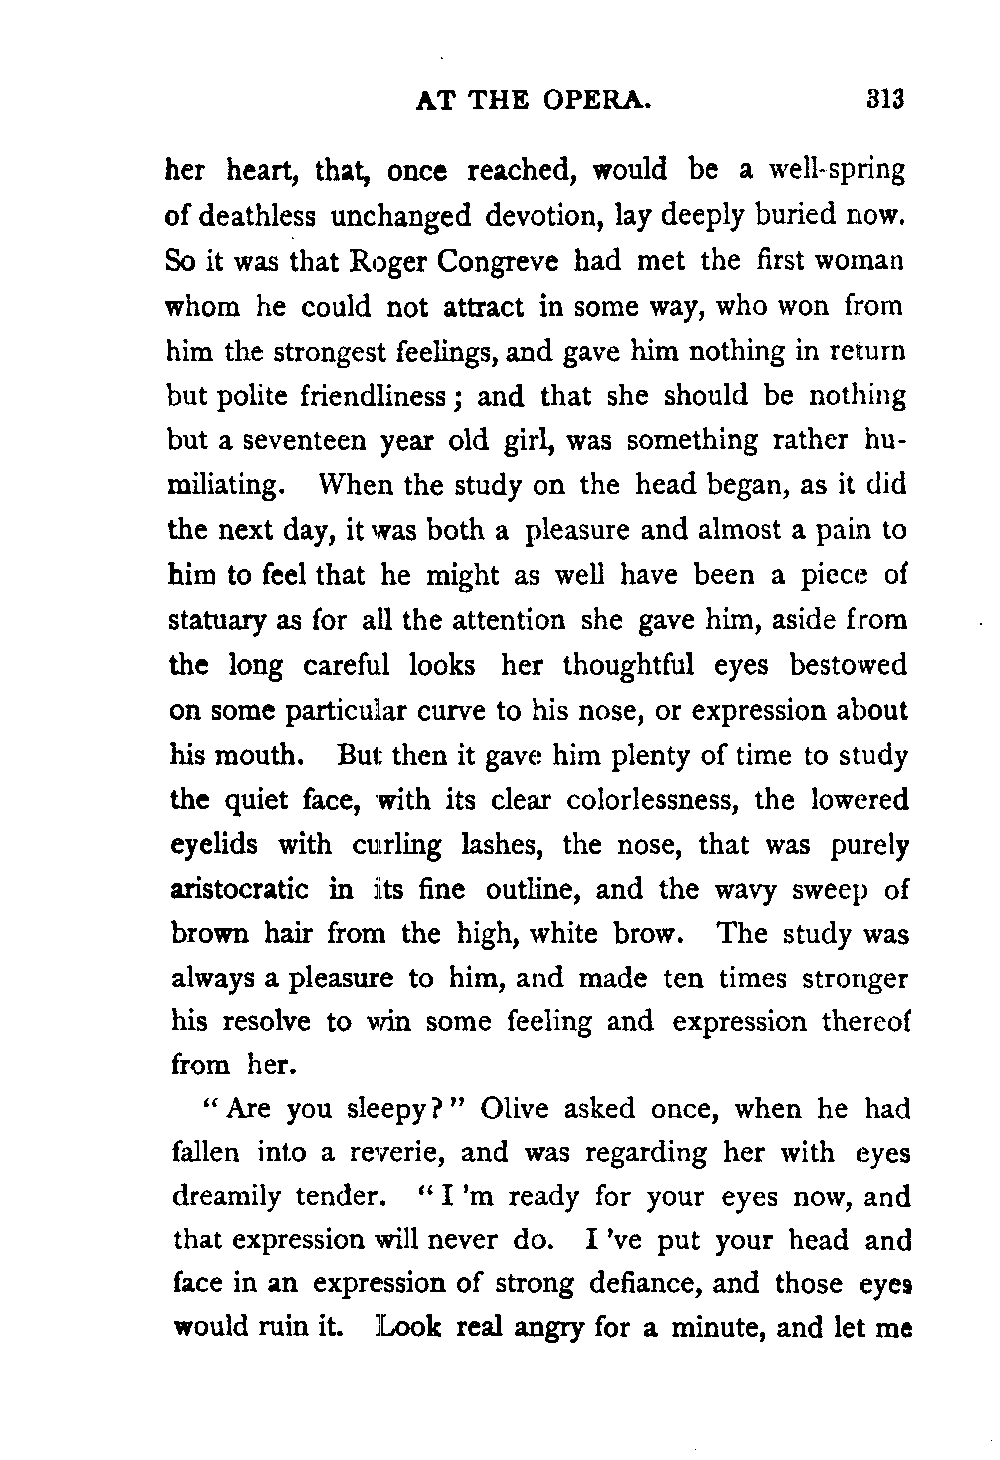 AT THE OPERA. 313
her heart, that, once reached, would be a well-spring
of deathless unchanged devotion, lay deeply buried now.
So it was that Roger Congreve had met the first woman
whom he could not attract in some way, who won from
him the strongest feelings, and gave him nothing in return
but polite friendliness; and that she should be nothing
but a seventeen year old girl, was something rather hu-
miliating. When the study on the head began, as it did
the next day, it was both a pleasure and almost a pain to
him to feel that he might as well have been a piece of
statuary as for all the attention she gave him, aside from
the long careful looks her thoughtful eyes bestowed
on some particular curve to his nose, or expression about
his mouth. But then it gave him plenty of time to study
the quiet face, with its clear colorlessness, the lowered
eyelids with curling lashes, the nose, that was purely
aristocratic in its fine outline, and the wavy sweep of
brown hair from the high, white brow. The study was
always a pleasure to him, and made ten times stronger
his resolve to win some feeling and expression thereof
from her.
"Are you sleepy?" Olive asked once, when he had
fallen into a reverie, and was regarding her with eyes
dreamily tender. "I 'm ready for your eyes now, and
that expression will never do. I 've put your head and
face in an expression of strong defiance, and those eyes
would ruin it. Look real angry for a minute, and let me